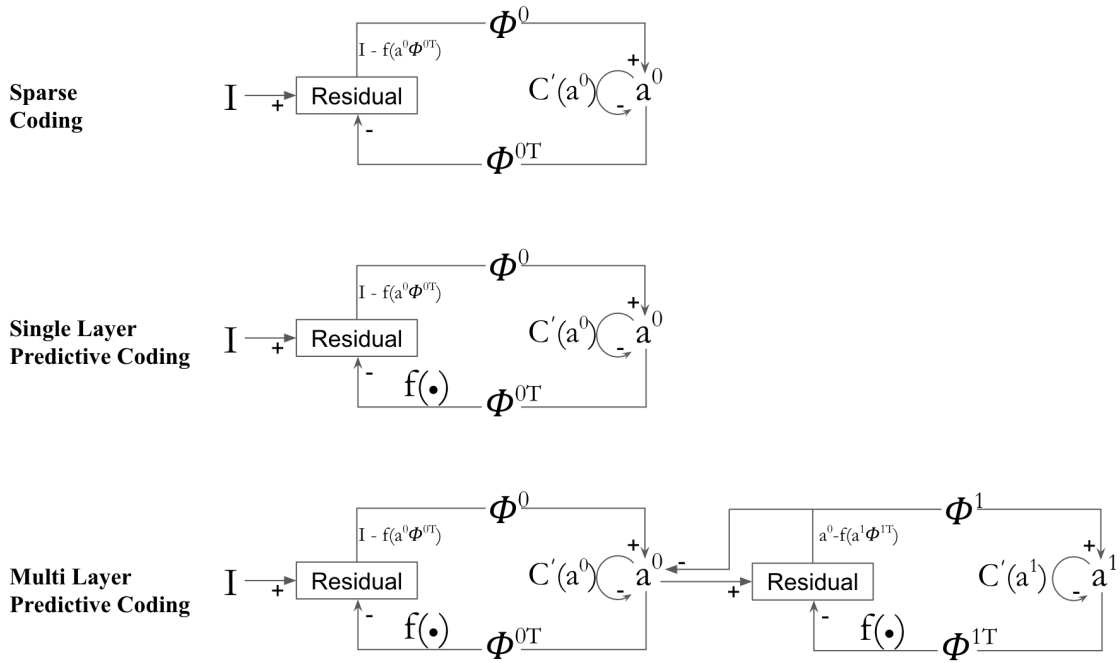 Φ⁰
I - f(a⁰Φ⁰ᵀ)
+
Sparse
Coding
I
+
Residual
C′(a⁰)
-
a⁰
-
Φ⁰ᵀ
Φ⁰
I - f(a⁰Φ⁰ᵀ)
+
Single Layer
Predictive Coding
I
+
Residual
C′(a⁰)
-
a⁰
-
f(•)
Φ⁰ᵀ
Φ⁰
Φ¹
I - f(a⁰Φ⁰ᵀ)
a⁰-f(a¹Φ¹ᵀ)
+
+
Multi Layer
Predictive Coding
I
+
Residual
C′(a⁰)
-
a⁰
-
+
Residual
C′(a¹)
-
a¹
-
f(•)
Φ⁰ᵀ
-
f(•)
Φ¹ᵀ